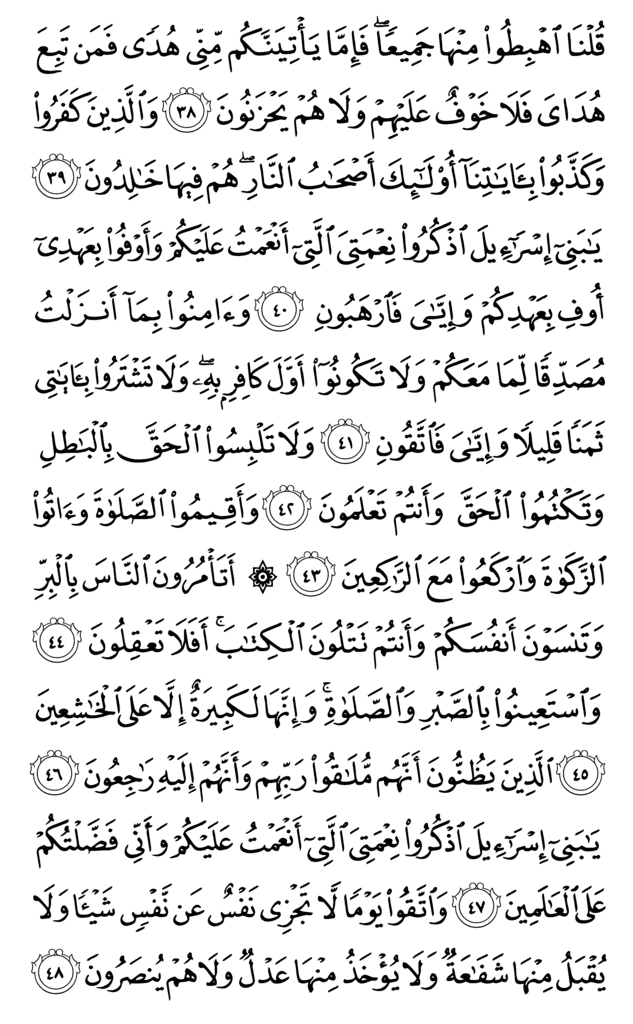 قُلۡنَا ٱهۡبِطُواْ مِنۡهَا جَمِيعٗاۖ فَإِمَّا يَأۡتِيَنَّكُم مِّنِّي هُدٗى فَمَن تَبِعَ
هُدَايَ فَلَا خَوۡفٌ عَلَيۡهِمۡ وَلَا هُمۡ يَحۡزَنُونَ ٣٨ وَٱلَّذِينَ كَفَرُواْ
وَكَذَّبُواْ بِـَٔايَٰتِنَآ أُوْلَٰٓئِكَ أَصۡحَٰبُ ٱلنَّارِۖ هُمۡ فِيهَا خَٰلِدُونَ ٣٩
يَٰبَنِيٓ إِسۡرَٰٓءِيلَ ٱذۡكُرُواْ نِعۡمَتِيَ ٱلَّتِيٓ أَنۡعَمۡتُ عَلَيۡكُمۡ وَأَوۡفُواْ بِعَهۡدِيٓ
أُوفِ بِعَهۡدِكُمۡ وَإِيَّٰيَ فَٱرۡهَبُونِ ٤٠ وَءَامِنُواْ بِمَآ أَنزَلۡتُ
مُصَدِّقٗا لِّمَا مَعَكُمۡ وَلَا تَكُونُوٓاْ أَوَّلَ كَافِرِۭ بِهِۦۖ وَلَا تَشۡتَرُواْ بِـَٔايَٰتِي
ثَمَنٗا قَلِيلٗا وَإِيَّٰيَ فَٱتَّقُونِ ٤١ وَلَا تَلۡبِسُواْ ٱلۡحَقَّ بِٱلۡبَٰطِلِ
وَتَكۡتُمُواْ ٱلۡحَقَّ وَأَنتُمۡ تَعۡلَمُونَ ٤٢ وَأَقِيمُواْ ٱلصَّلَوٰةَ وَءَاتُواْ
ٱلزَّكَوٰةَ وَٱرۡكَعُواْ مَعَ ٱلرَّٰكِعِينَ ٤٣ ۞ أَتَأۡمُرُونَ ٱلنَّاسَ بِٱلۡبِرِّ
وَتَنسَوۡنَ أَنفُسَكُمۡ وَأَنتُمۡ تَتۡلُونَ ٱلۡكِتَٰبَۚ أَفَلَا تَعۡقِلُونَ ٤٤
وَٱسۡتَعِينُواْ بِٱلصَّبۡرِ وَٱلصَّلَوٰةِۚ وَإِنَّهَا لَكَبِيرَةٌ إِلَّا عَلَى ٱلۡخَٰشِعِينَ
٤٥ ٱلَّذِينَ يَظُنُّونَ أَنَّهُم مُّلَٰقُواْ رَبِّهِمۡ وَأَنَّهُمۡ إِلَيۡهِ رَٰجِعُونَ ٤٦
يَٰبَنِيٓ إِسۡرَٰٓءِيلَ ٱذۡكُرُواْ نِعۡمَتِيَ ٱلَّتِيٓ أَنۡعَمۡتُ عَلَيۡكُمۡ وَأَنِّي فَضَّلۡتُكُمۡ
عَلَى ٱلۡعَٰلَمِينَ ٤٧ وَٱتَّقُواْ يَوۡمٗا لَّا تَجۡزِي نَفۡسٌ عَن نَّفۡسٖ شَيۡـٔٗا وَلَا
يُقۡبَلُ مِنۡهَا شَفَٰعَةٞ وَلَا يُؤۡخَذُ مِنۡهَا عَدۡلٞ وَلَا هُمۡ يُنصَرُونَ ٤٨